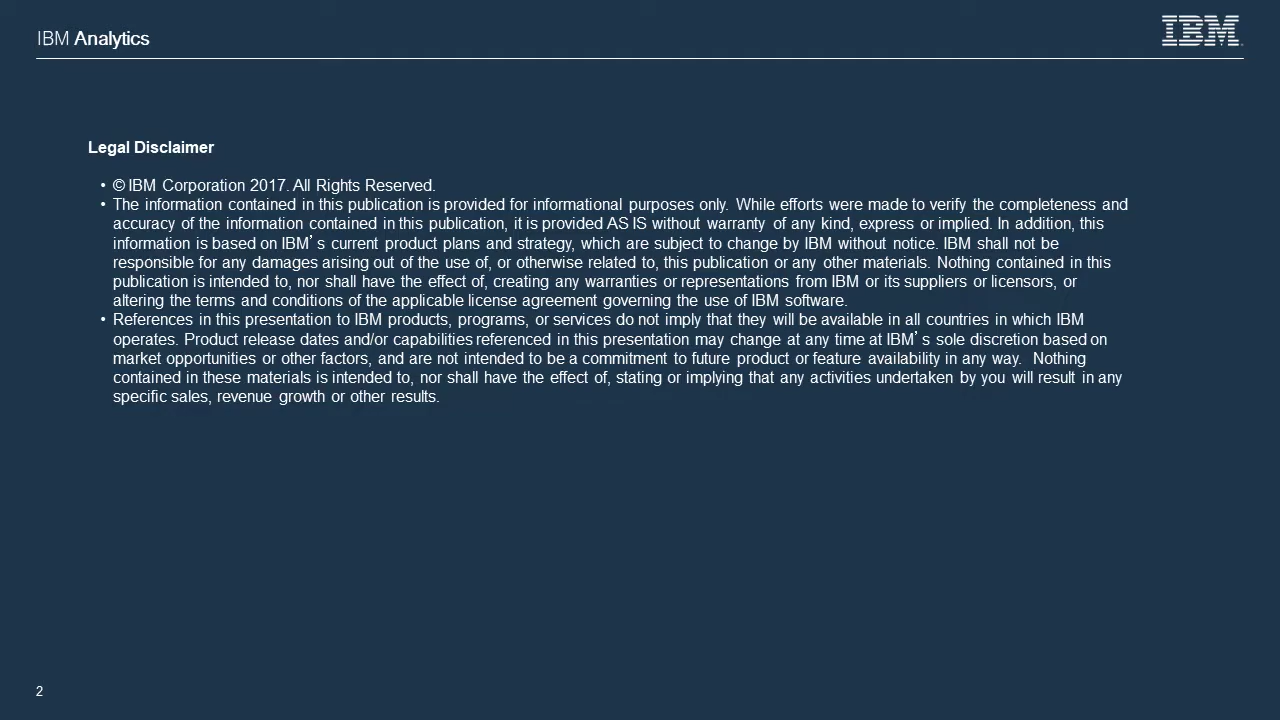 IBM Analytics
IBM
Legal Disclaimer
• © IBM Corporation 2017. All Rights Reserved.
• The information contained in this publication is provided for informational purposes only. While efforts were made to verify the completeness and
accuracy of the information contained in this publication, it is provided AS IS without warranty of any kind, express or implied. In addition, this
information is based on IBM’s current product plans and strategy, which are subject to change by IBM without notice. IBM shall not be
responsible for any damages arising out of the use of, or otherwise related to, this publication or any other materials. Nothing contained in this
publication is intended to, nor shall have the effect of, creating any warranties or representations from IBM or its suppliers or licensors, or
altering the terms and conditions of the applicable license agreement governing the use of IBM software.
• References in this presentation to IBM products, programs, or services do not imply that they will be available in all countries in which IBM
operates. Product release dates and/or capabilities referenced in this presentation may change at any time at IBM’s sole discretion based on
market opportunities or other factors, and are not intended to be a commitment to future product or feature availability in any way. Nothing
contained in these materials is intended to, nor shall have the effect of, stating or implying that any activities undertaken by you will result in any
specific sales, revenue growth or other results.
2